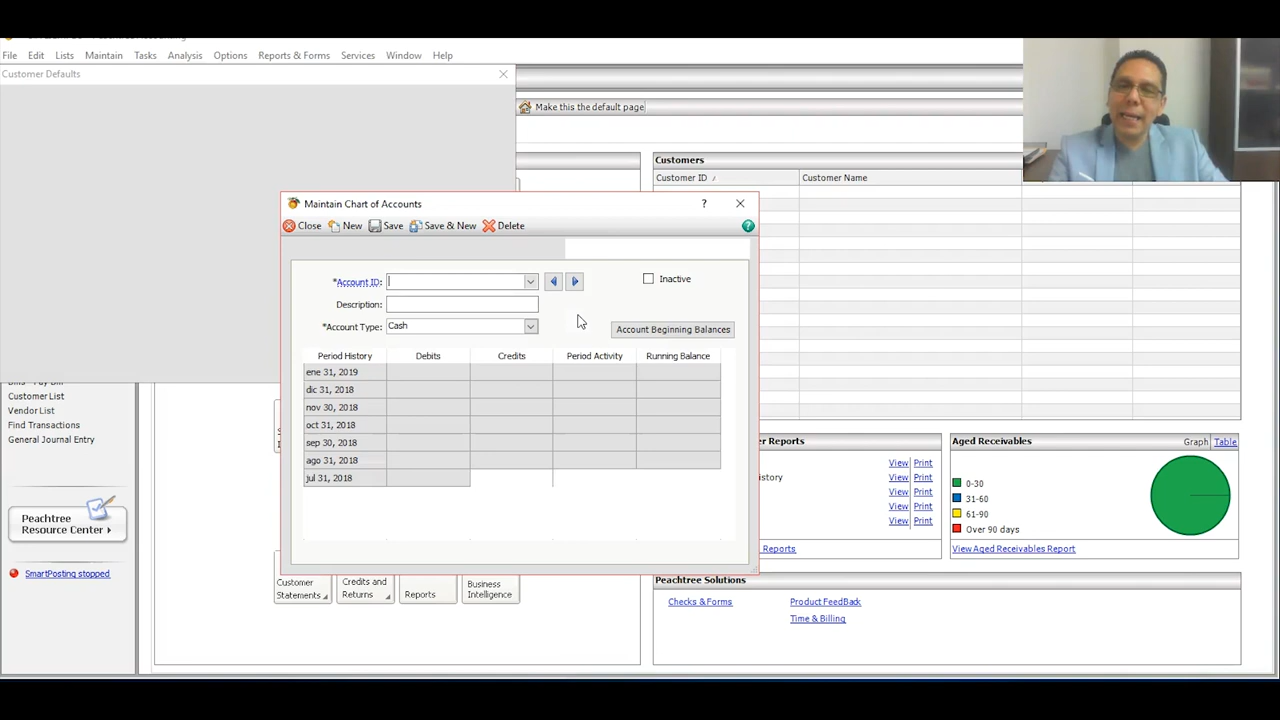 File Edit Lists Maintain Tasks Analysis Options Reports & Forms Services Window Help
Customer Defaults
Make this the default page
Customers
Customer ID / Customer Name
Maintain Chart of Accounts ?
Close New Save Save & New Delete ?
*Account ID: Inactive
Description:
*Account Type: Cash Account Beginning Balances
Period History Debits Credits Period Activity Running Balance
ene 31, 2019
dic 31, 2018
nov 30, 2018
oct 31, 2018
sep 30, 2018
ago 31, 2018
jul 31, 2018
Customer List
Vendor List
Find Transactions
General Journal Entry
Peachtree
Resource Center
SmartPosting stopped
Customer
Statements
Credits and
Returns
Reports
Business
Intelligence
er Reports
View Print
istory View Print
View Print
View Print
View Print
Reports
Aged Receivables Graph Table
0-30
31-60
61-90
Over 90 days
View Aged Receivables Report
Peachtree Solutions
Checks & Forms Product FeedBack
Time & Billing